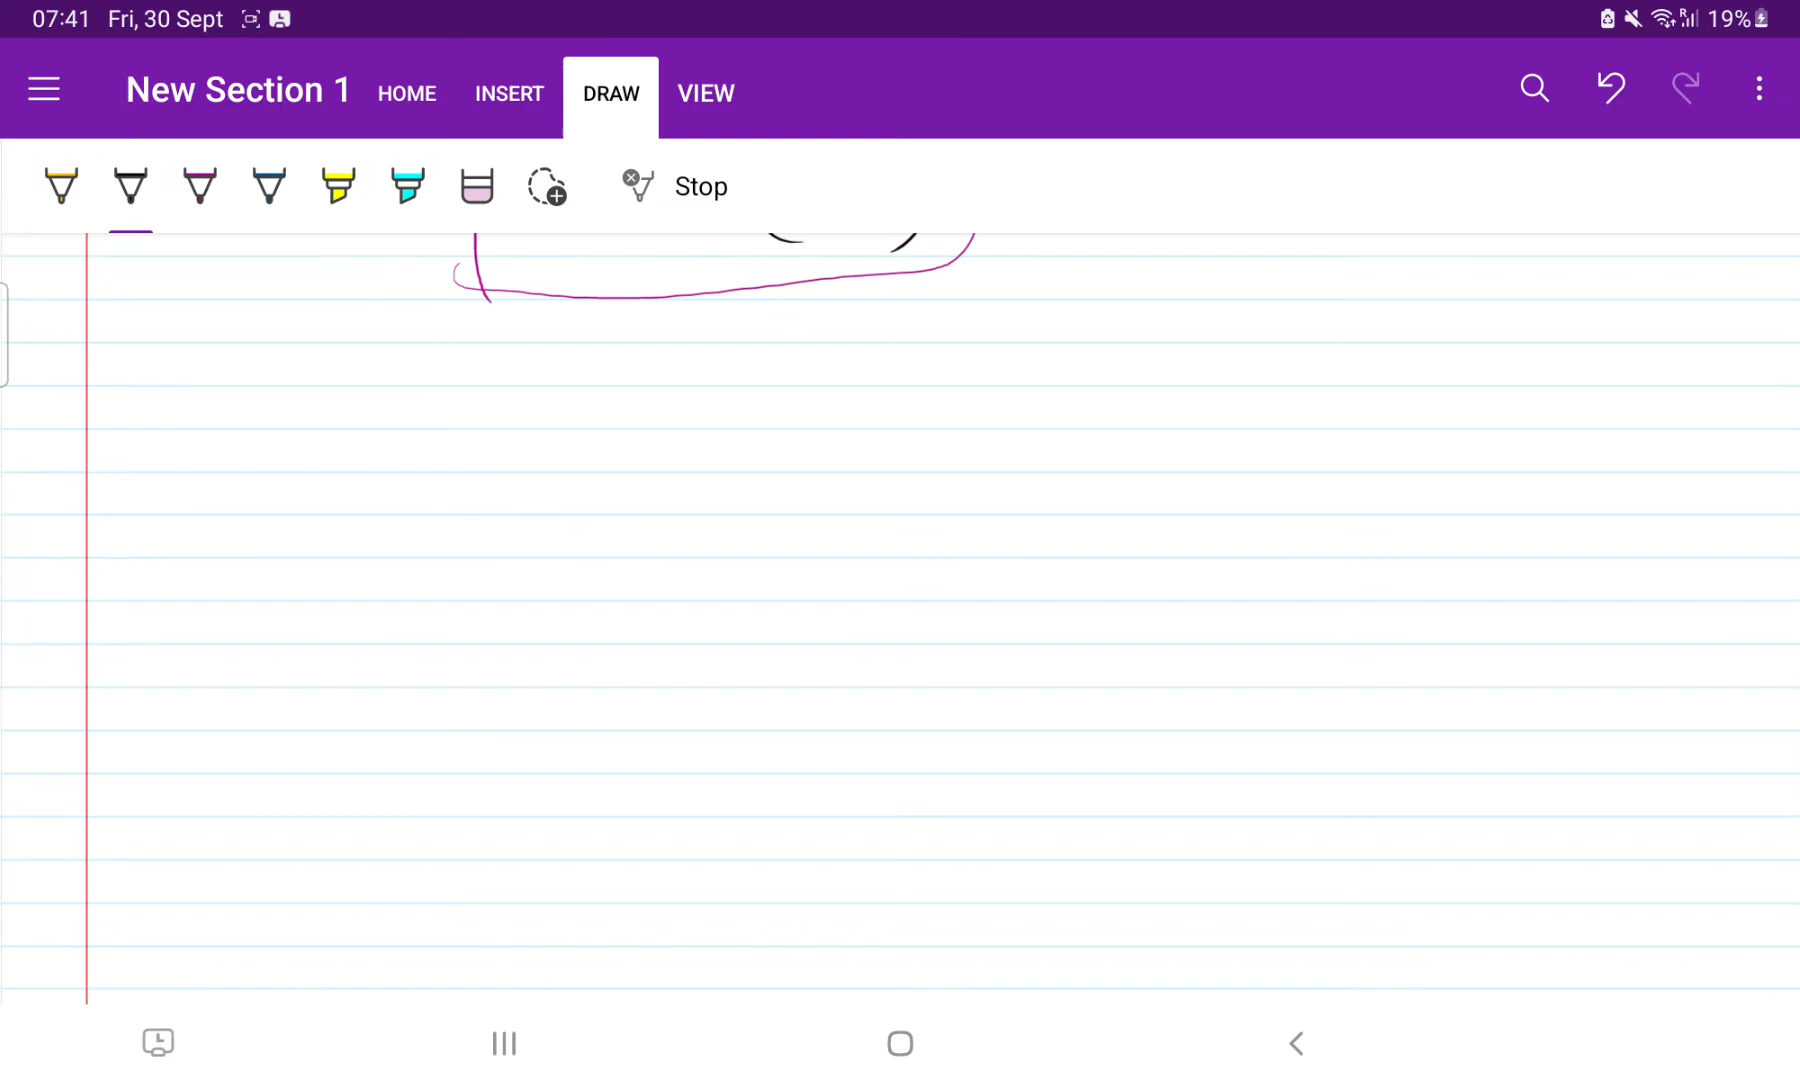 07:41 Fri, 30 Sept 19%
New Section 1 HOME INSERT DRAW VIEW
Stop